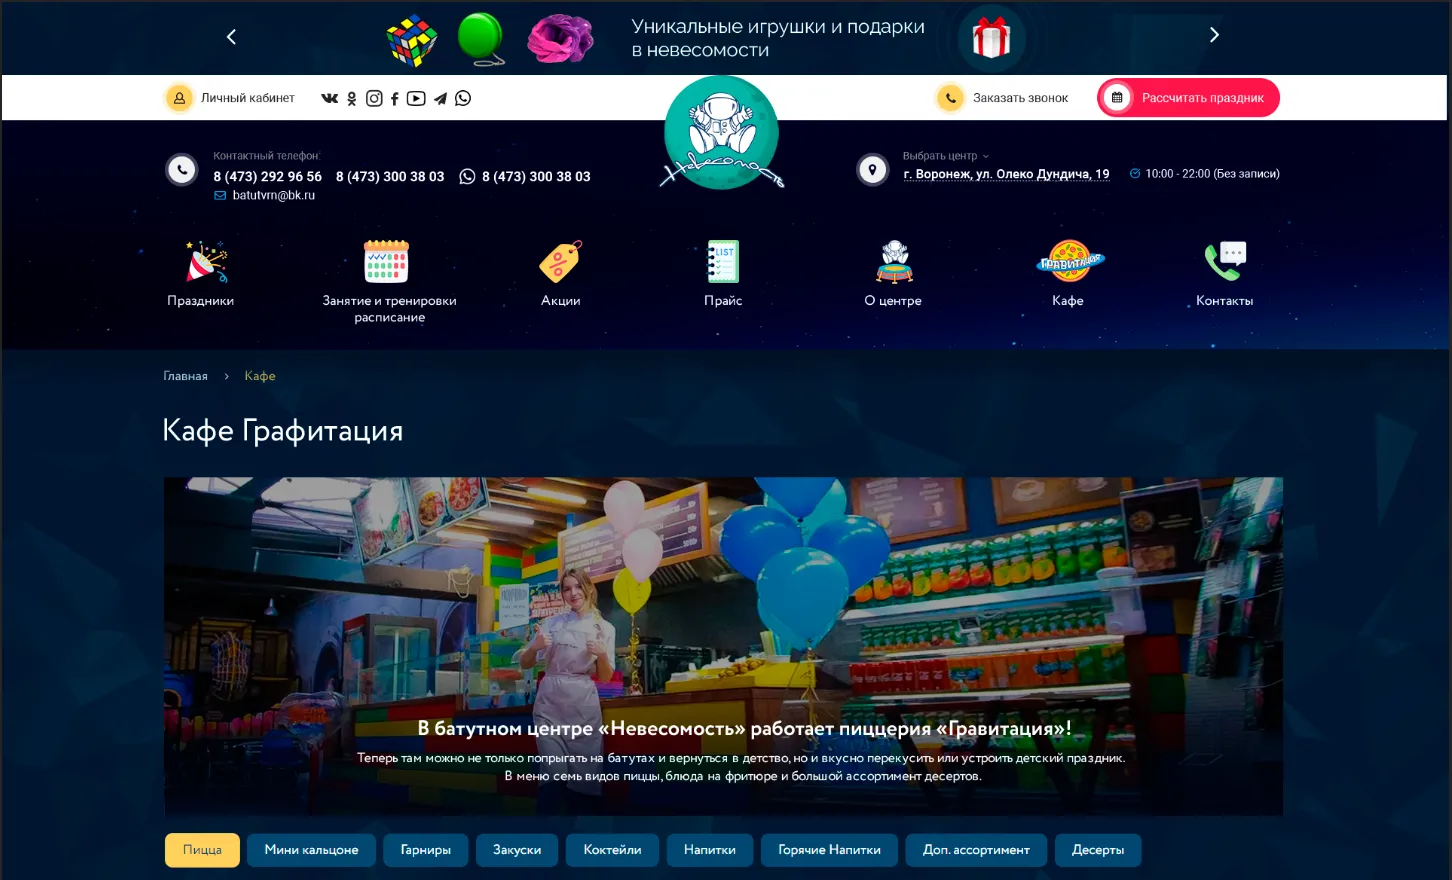 Уникальные игрушки и подарки
в невесомости
Личный кабинет
Заказать звонок
Рассчитать праздник
Невесомость
Контактный телефон:
8 (473) 292 96 56
8 (473) 300 38 03
8 (473) 300 38 03
batutvrn@bk.ru
Выбрать центр
г. Воронеж, ул. Олеко Дундича, 19
10:00 - 22:00 (Без записи)
LIST
ГРАВИТАЦИЯ
Праздники
Занятие и тренировки
расписание
Акции
Прайс
О центре
Кафе
Контакты
Главная
Кафе
Кафе Графитация
В батутном центре «Невесомость» работает пиццерия «Гравитация»!
Теперь там можно не только попрыгать на батутах и вернуться в детство, но и вкусно перекусить или устроить детский праздник.
В меню семь видов пиццы, блюда на фритюре и большой ассортимент десертов.
Пицца
Мини кальцоне
Гарниры
Закуски
Коктейли
Напитки
Горячие Напитки
Доп. ассортимент
Десерты